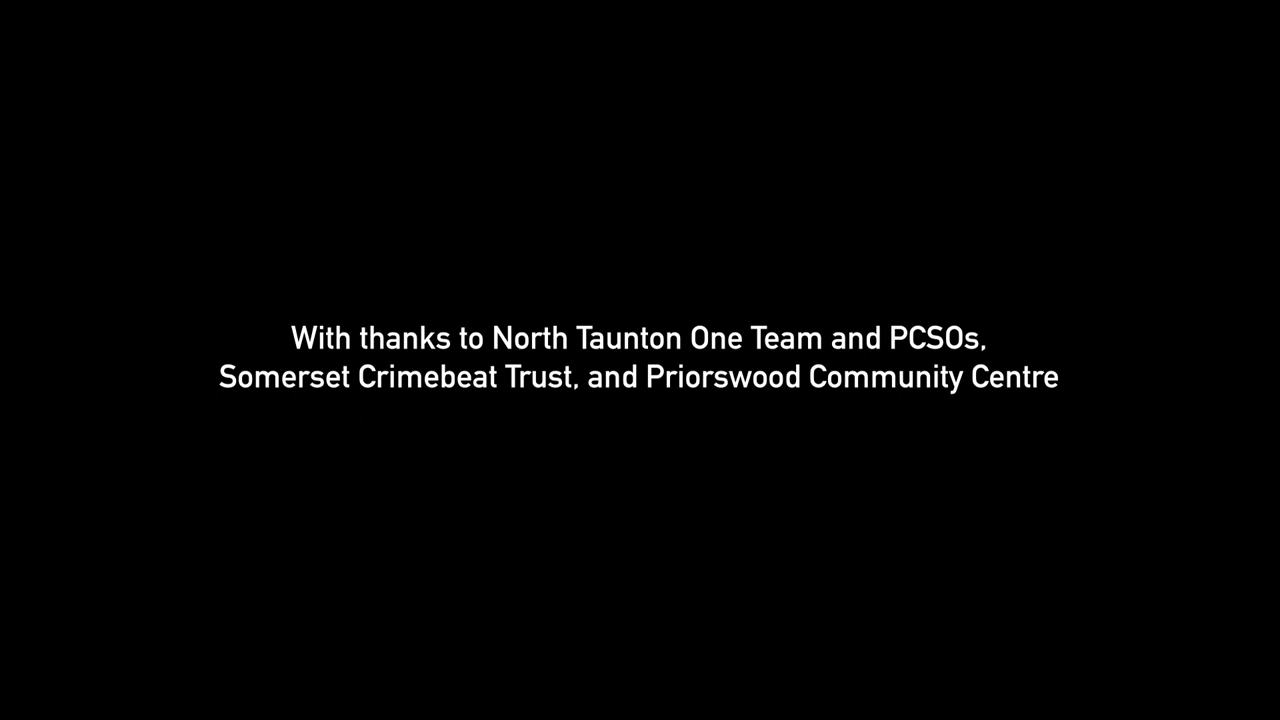 With thanks to North Taunton One Team and PCSOs,
Somerset Crimebeat Trust, and Priorswood Community Centre